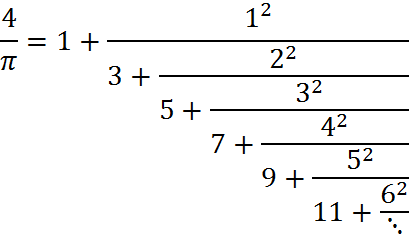 4/π = 1 + 1²
3 + 2²
5 + 3²
7 + 4²
9 + 5²
11 + 6²
⋱